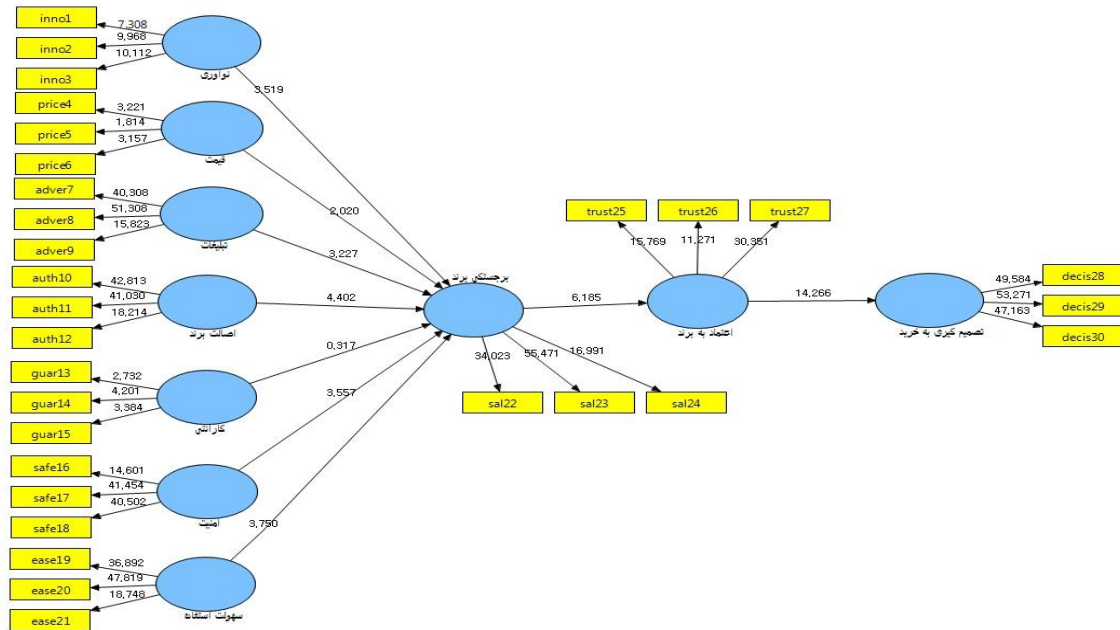 inno1
7,308
inno2
9,968
inno3
10,112
نوآوری
3,519
price4
3,221
price5
1,814
price6
3,157
قیمت
2,020
adver7
40,308
adver8
51,308
adver9
15,823
تبلیغات
3,227
auth10
42,813
auth11
41,030
auth12
18,214
اصالت برند
4,402
guar13
2,732
guar14
4,201
guar15
3,384
گارانتی
0,317
safe16
14,601
safe17
41,454
safe18
40,502
امنیت
3,557
ease19
36,892
ease20
47,819
ease21
18,748
سهولت استفاده
3,750
برجستگی برند
34,023
55,471
16,991
sal22
sal23
sal24
6,185
trust25
trust26
trust27
15,769
11,271
30,351
اعتماد به برند
14,266
تصمیم گیری به خرید
49,584
decis28
53,271
decis29
47,163
decis30